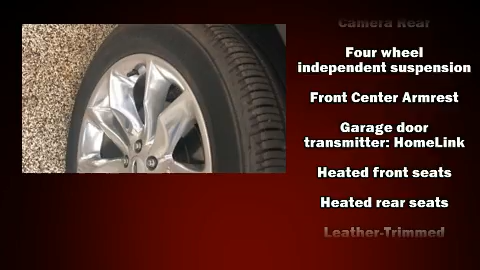 Camera Rear
Four wheel
independent suspension
Front Center Armrest
Garage door
transmitter: HomeLink
Heated front seats
Heated rear seats
Leather-Trimmed